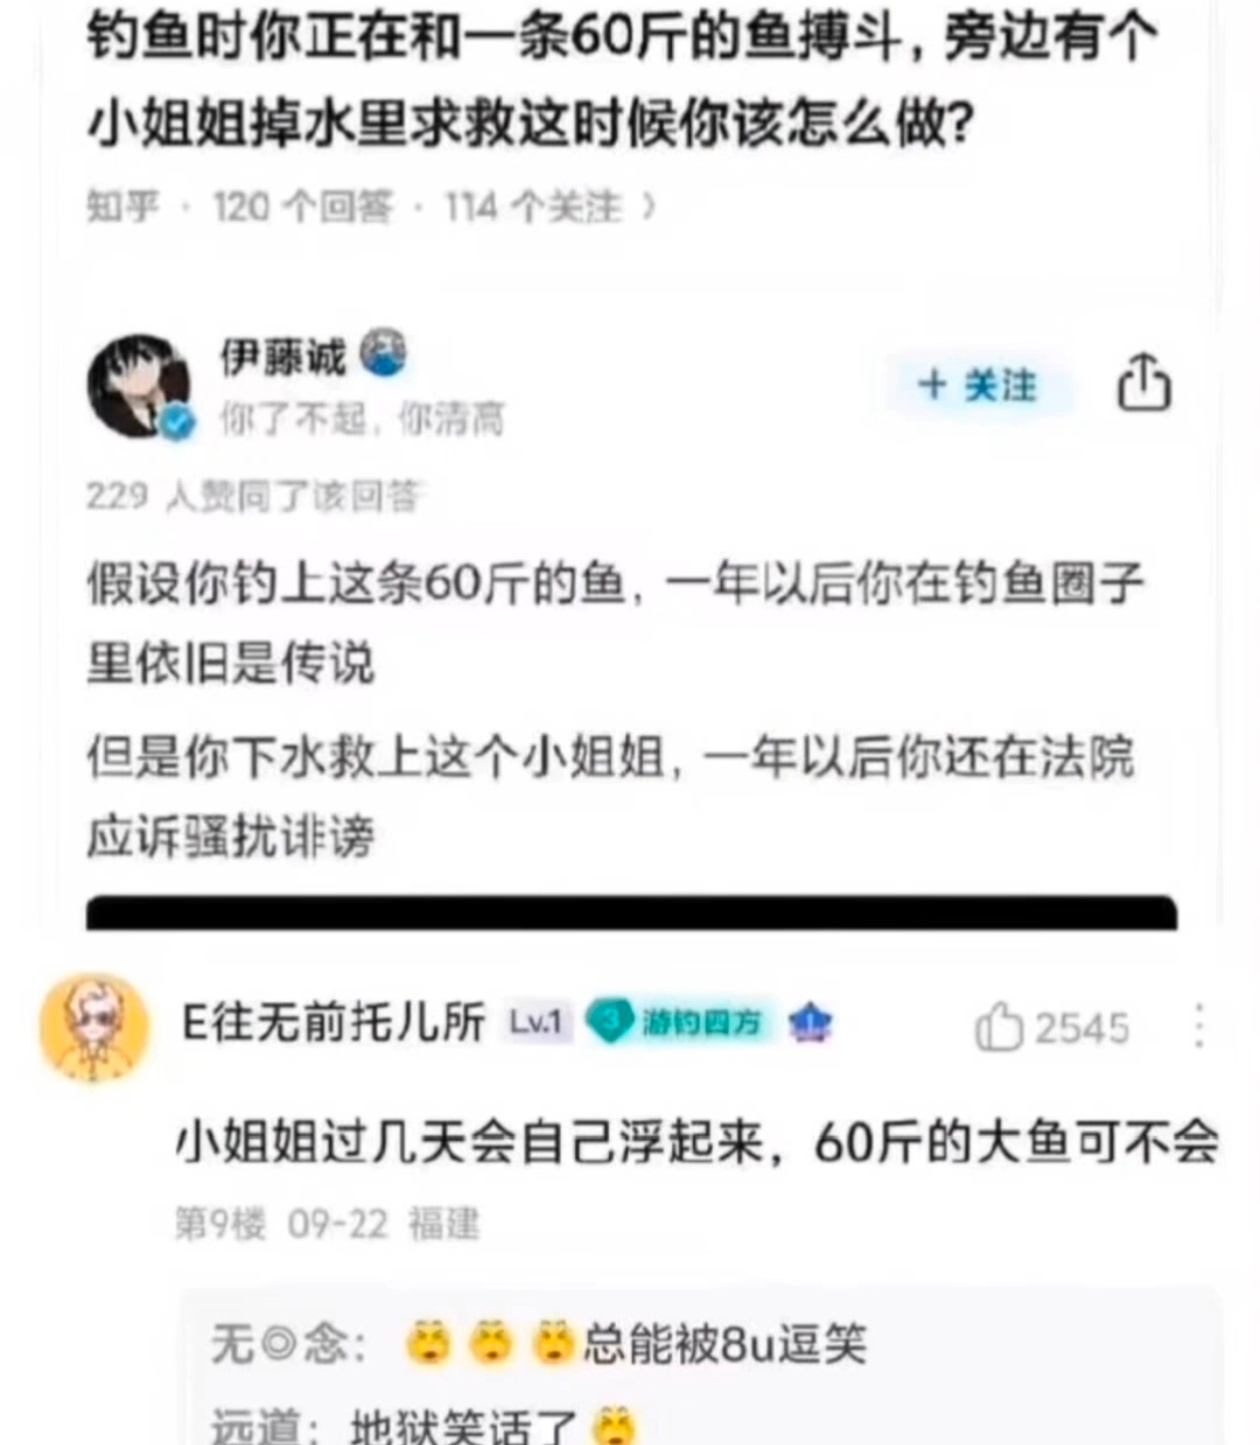 钓鱼时你正在和一条60斤的鱼搏斗，旁边有个
小姐姐掉水里求救这时候你该怎么做？
知乎 · 120 个回答 · 114 个关注 〉
伊藤诚
+ 关注
你了不起，你清高
229 人赞同了该回答
假设你钓上这条60斤的鱼，一年以后你在钓鱼圈子
里依旧是传说
但是你下水救上这个小姐姐，一年以后你还在法院
应诉骚扰诽谤
E往无前托儿所 Lv.1 3 游钓四方 2545
小姐姐过几天会自己浮起来，60斤的大鱼可不会
第9楼 09-22 福建
无◎念：总能被8u逗笑
远道：地狱笑话了